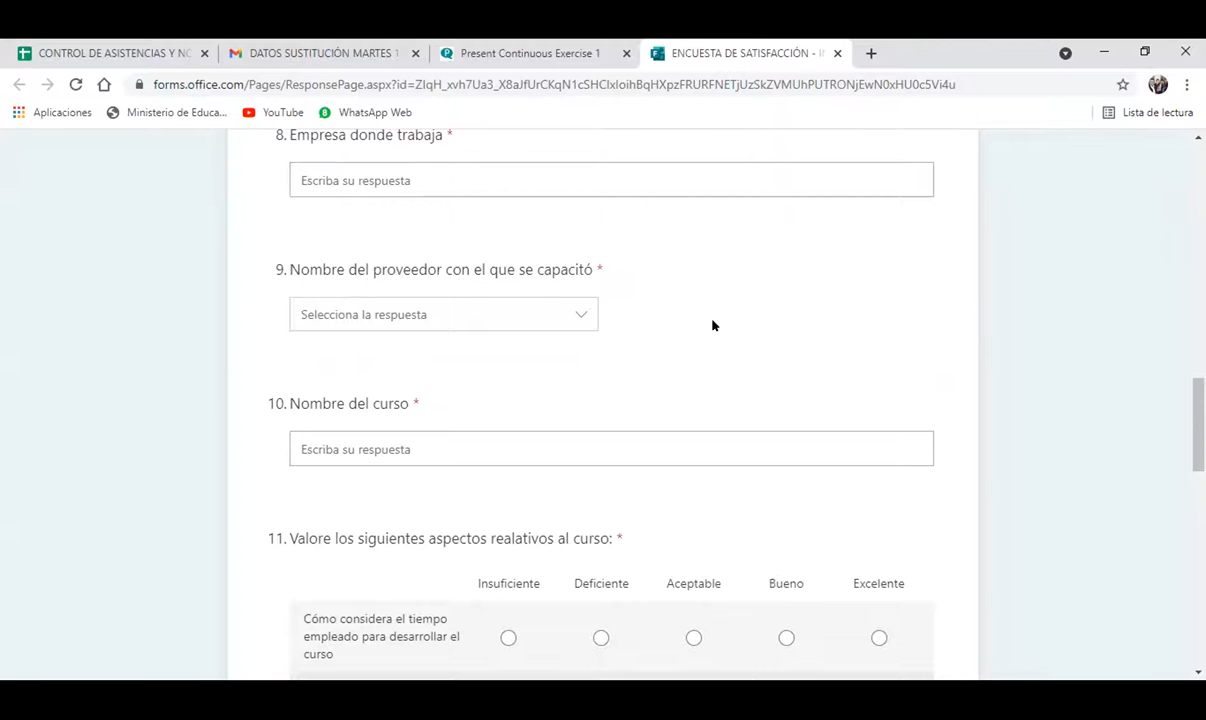 CONTROL DE ASISTENCIAS Y NO
DATOS SUSTITUCIÓN MARTES 1
Present Continuous Exercise 1
ENCUESTA DE SATISFACCIÓN - I
forms.office.com/Pages/ResponsePage.aspx?id=ZIqH_xvh7Ua3_X8aJfUrCKqN1cSHCIxIoihBqHXpzFRURFNETjUzSkZVMUhPUTRONjEwN0xHU0c5Vi4u
Aplicaciones
Ministerio de Educa...
YouTube
WhatsApp Web
Lista de lectura
8. Empresa donde trabaja *
Escriba su respuesta
9. Nombre del proveedor con el que se capacitó *
Selecciona la respuesta
10. Nombre del curso *
Escriba su respuesta
11. Valore los siguientes aspectos realativos al curso: *
Insuficiente Deficiente Aceptable Bueno Excelente
Cómo considera el tiempo
empleado para desarrollar el
curso